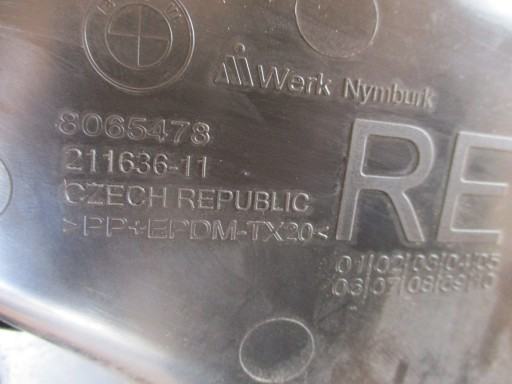 Werk Nymburk
8065478
211636-11
CZECH REPUBLIC
>PP+EPDM-TX20<
RE
01|02|03|04|05
|07|08|09|10